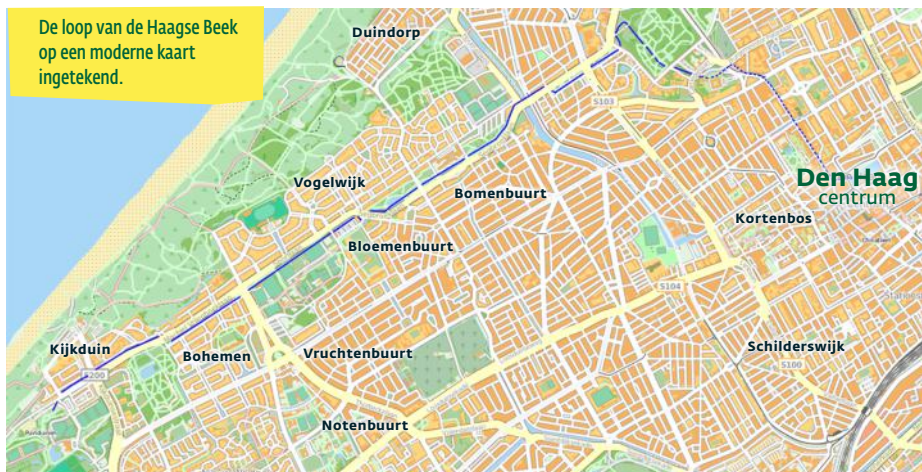 De loop van de Haagse Beek
op een moderne kaart
ingetekend.
Duindorp
S103
Vogelwijk
Bomenbuurt
Den Haag
centrum
Kortenbos
Bloemenbuurt
S104
Kijkduin
Bohemen
Vruchtenbuurt
Schilderswijk
S200
S100
Notenbuurt